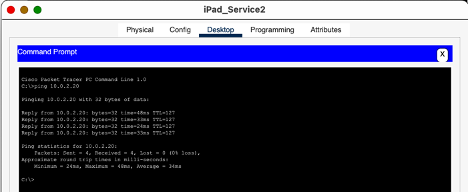 iPad_Service2
Physical Config Desktop Programming Attributes
Command Prompt
X
Cisco Packet Tracer PC Command Line 1.0
C:\>ping 10.0.2.20
Pinging 10.0.2.20 with 32 bytes of data:
Reply from 10.0.2.20: bytes=32 time=48ms TTL=127
Reply from 10.0.2.20: bytes=32 time=33ms TTL=127
Reply from 10.0.2.20: bytes=32 time=24ms TTL=127
Reply from 10.0.2.20: bytes=32 time=33ms TTL=127
Ping statistics for 10.0.2.20:
Packets: Sent = 4, Received = 4, Lost = 0 (0% loss),
Approximate round trip times in milli-seconds:
Minimum = 24ms, Maximum = 48ms, Average = 34ms
C:\>